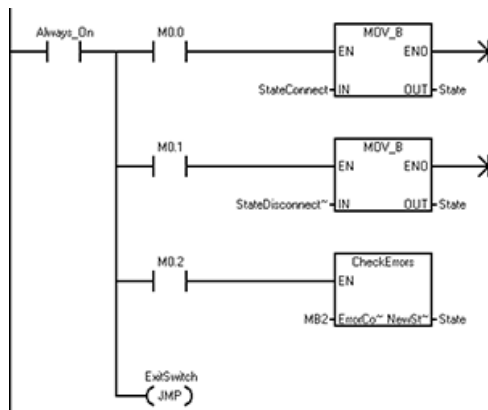 Always_On
M0.0
MOV_B
EN ENO
StateConnect IN OUT State
M0.1
MOV_B
EN ENO
StateDisconnect~ IN OUT State
M0.2
CheckErrors
EN
MB2 ErrorCo~ NewSt~ State
ExitSwitch
JMP